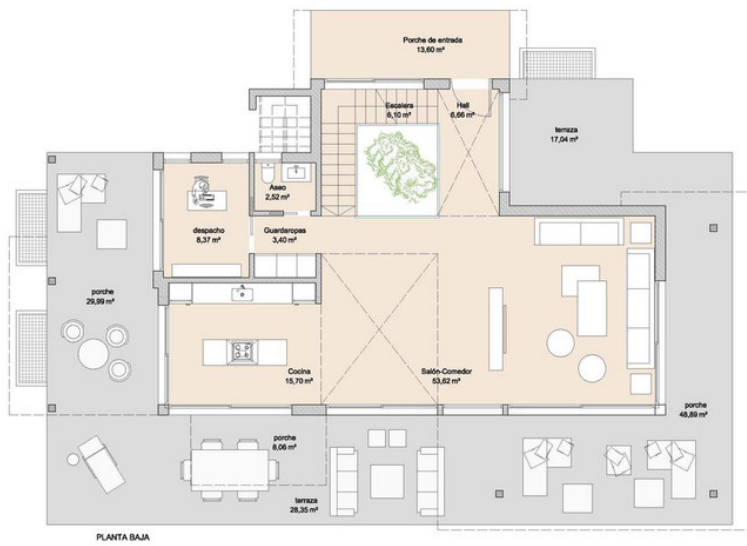 Porche de entrada
13,60 m²
Escalera
6,10 m²
Hall
6,66 m²
terraza
17,04 m²
Aseo
2,52 m²
despacho
8,37 m²
Guardaropas
3,40 m²
porche
29,99 m²
Cocina
15,70 m²
Salón-Comedor
53,62 m²
porche
48,89 m²
porche
8,06 m²
terraza
28,35 m²
PLANTA BAJA